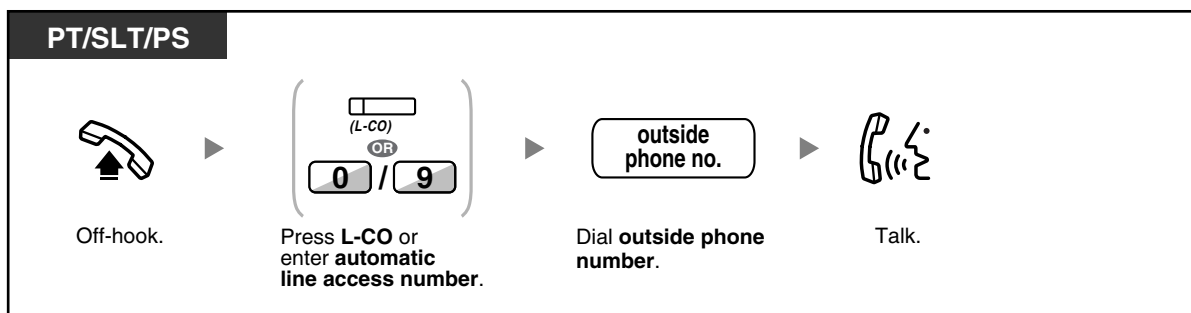 PT/SLT/PS
(L-CO)
OR
0 / 9
outside
phone no.
Off-hook.
Press L-CO or
enter automatic
line access number.
Dial outside phone
number.
Talk.